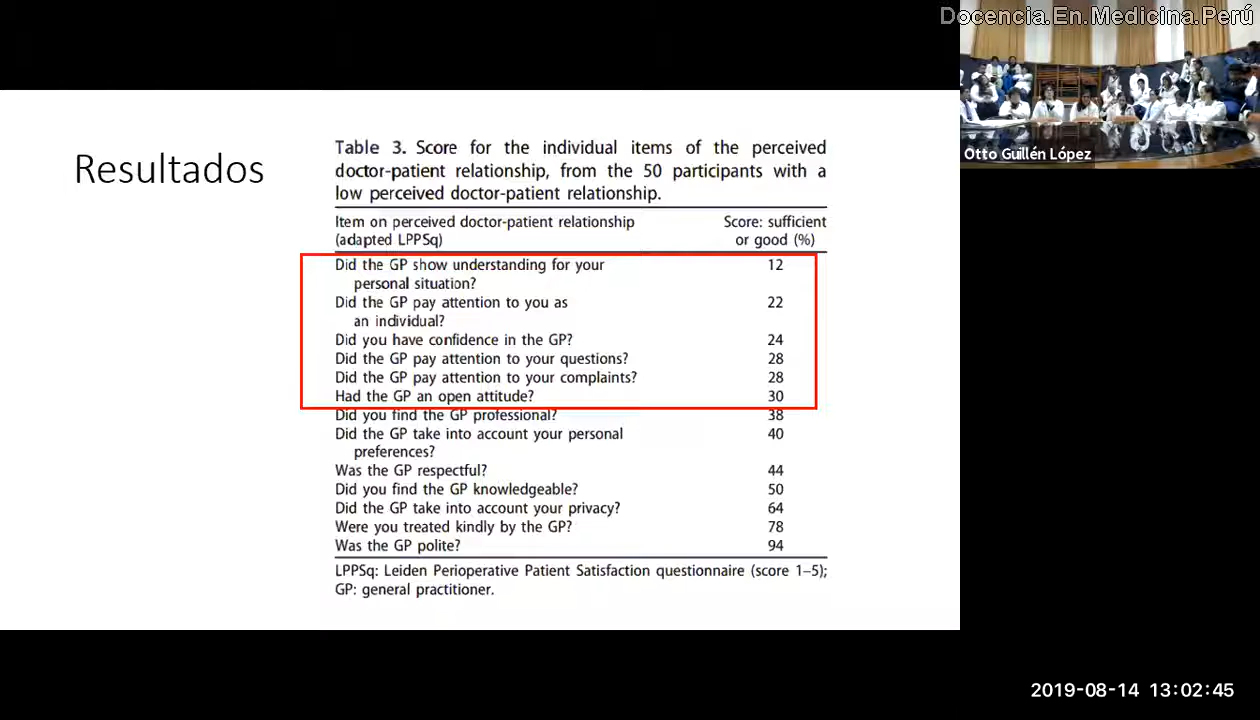 Docencia.En.Medicina.Perú
Otto Guillén López
Resultados
Table 3. Score for the individual items of the perceived
doctor-patient relationship, from the 50 participants with a
low perceived doctor-patient relationship.
Item on perceived doctor-patient relationship Score: sufficient
(adapted LPPSq) or good (%)
Did the GP show understanding for your 12
personal situation?
Did the GP pay attention to you as 22
an individual?
Did you have confidence in the GP? 24
Did the GP pay attention to your questions? 28
Did the GP pay attention to your complaints? 28
Had the GP an open attitude? 30
Did you find the GP professional? 38
Did the GP take into account your personal 40
preferences?
Was the GP respectful? 44
Did you find the GP knowledgeable? 50
Did the GP take into account your privacy? 64
Were you treated kindly by the GP? 78
Was the GP polite? 94
LPPSq: Leiden Perioperative Patient Satisfaction questionnaire (score 1–5);
GP: general practitioner.
2019-08-14 13:02:45